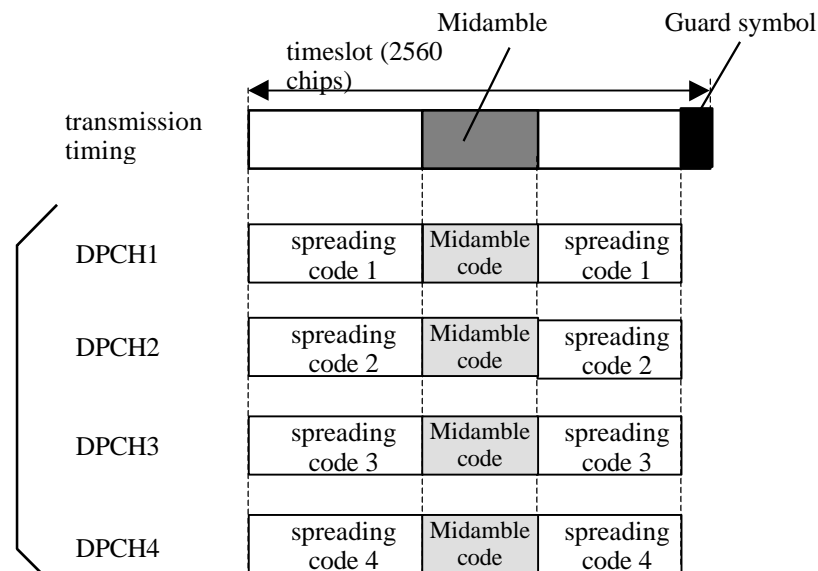 Midamble
Guard symbol
timeslot (2560
chips)
transmission
timing
DPCH1
spreading
code 1
Midamble
code
spreading
code 1
DPCH2
spreading
code 2
Midamble
code
spreading
code 2
DPCH3
spreading
code 3
Midamble
code
spreading
code 3
DPCH4
spreading
code 4
Midamble
code
spreading
code 4